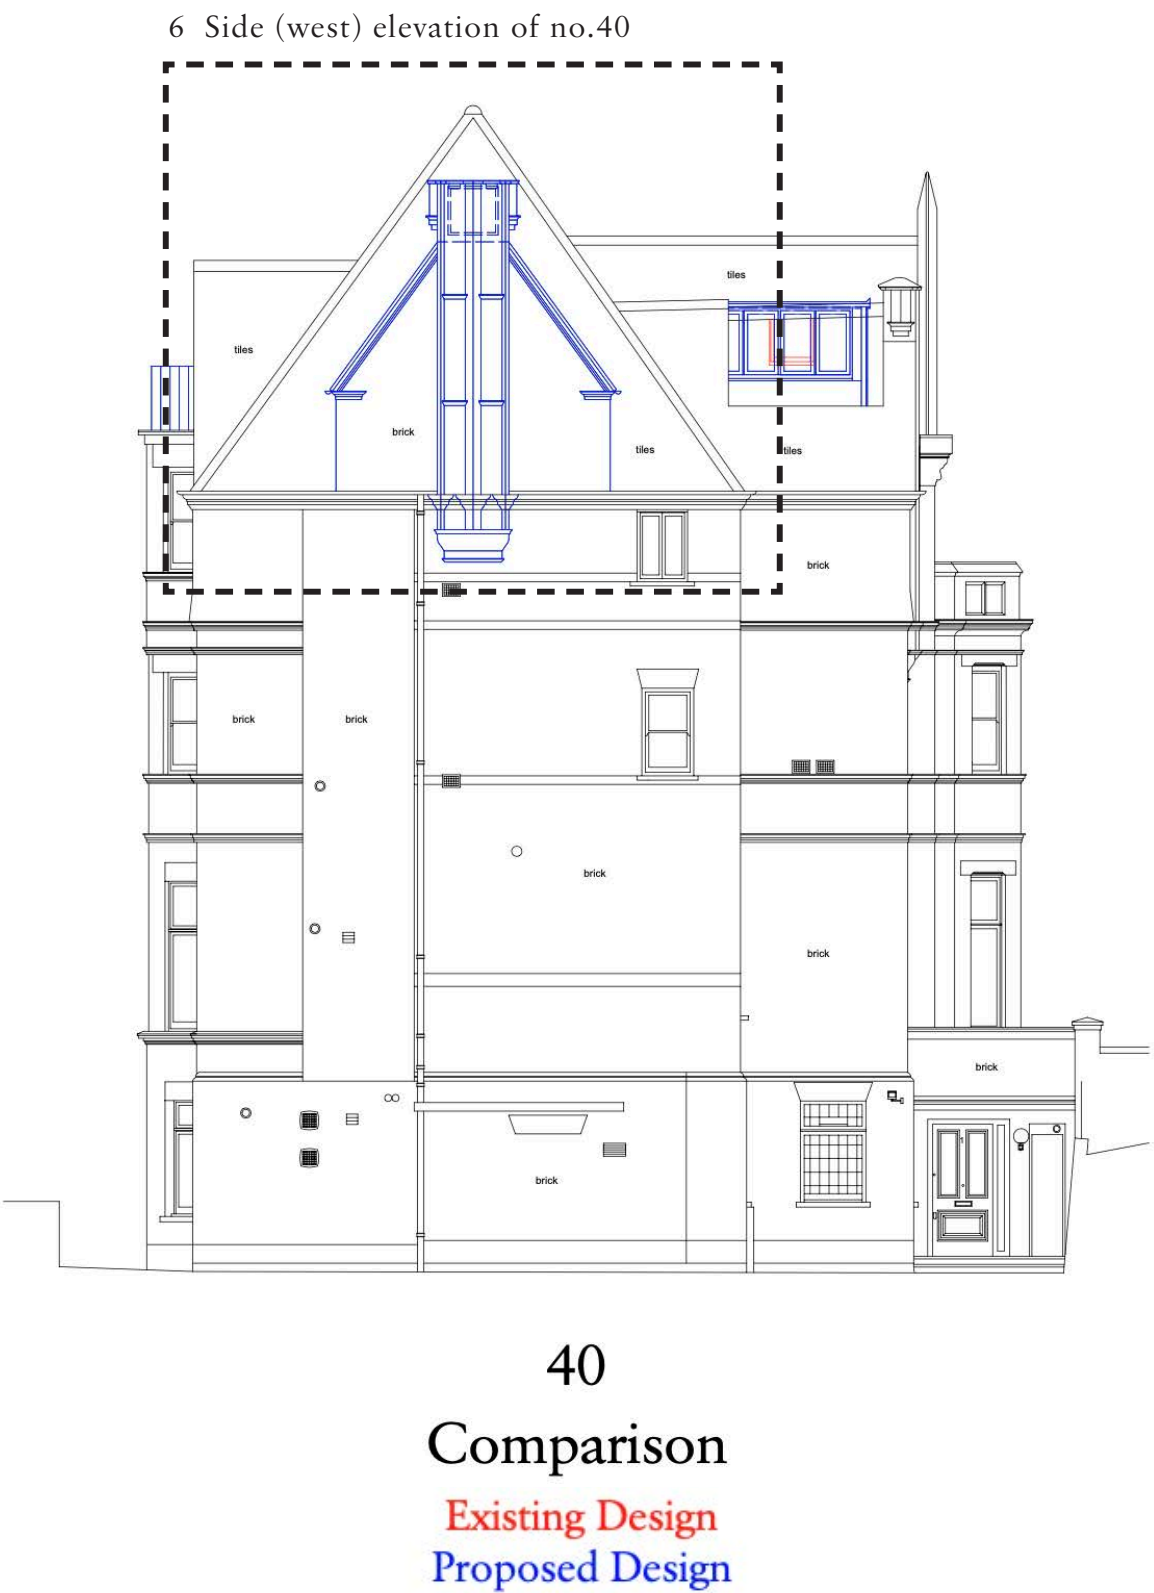 6 Side (west) elevation of no.40
tiles
tiles
brick
tiles
tiles
brick
brick
brick
brick
brick
brick
brick
40
Comparison
Existing Design
Proposed Design